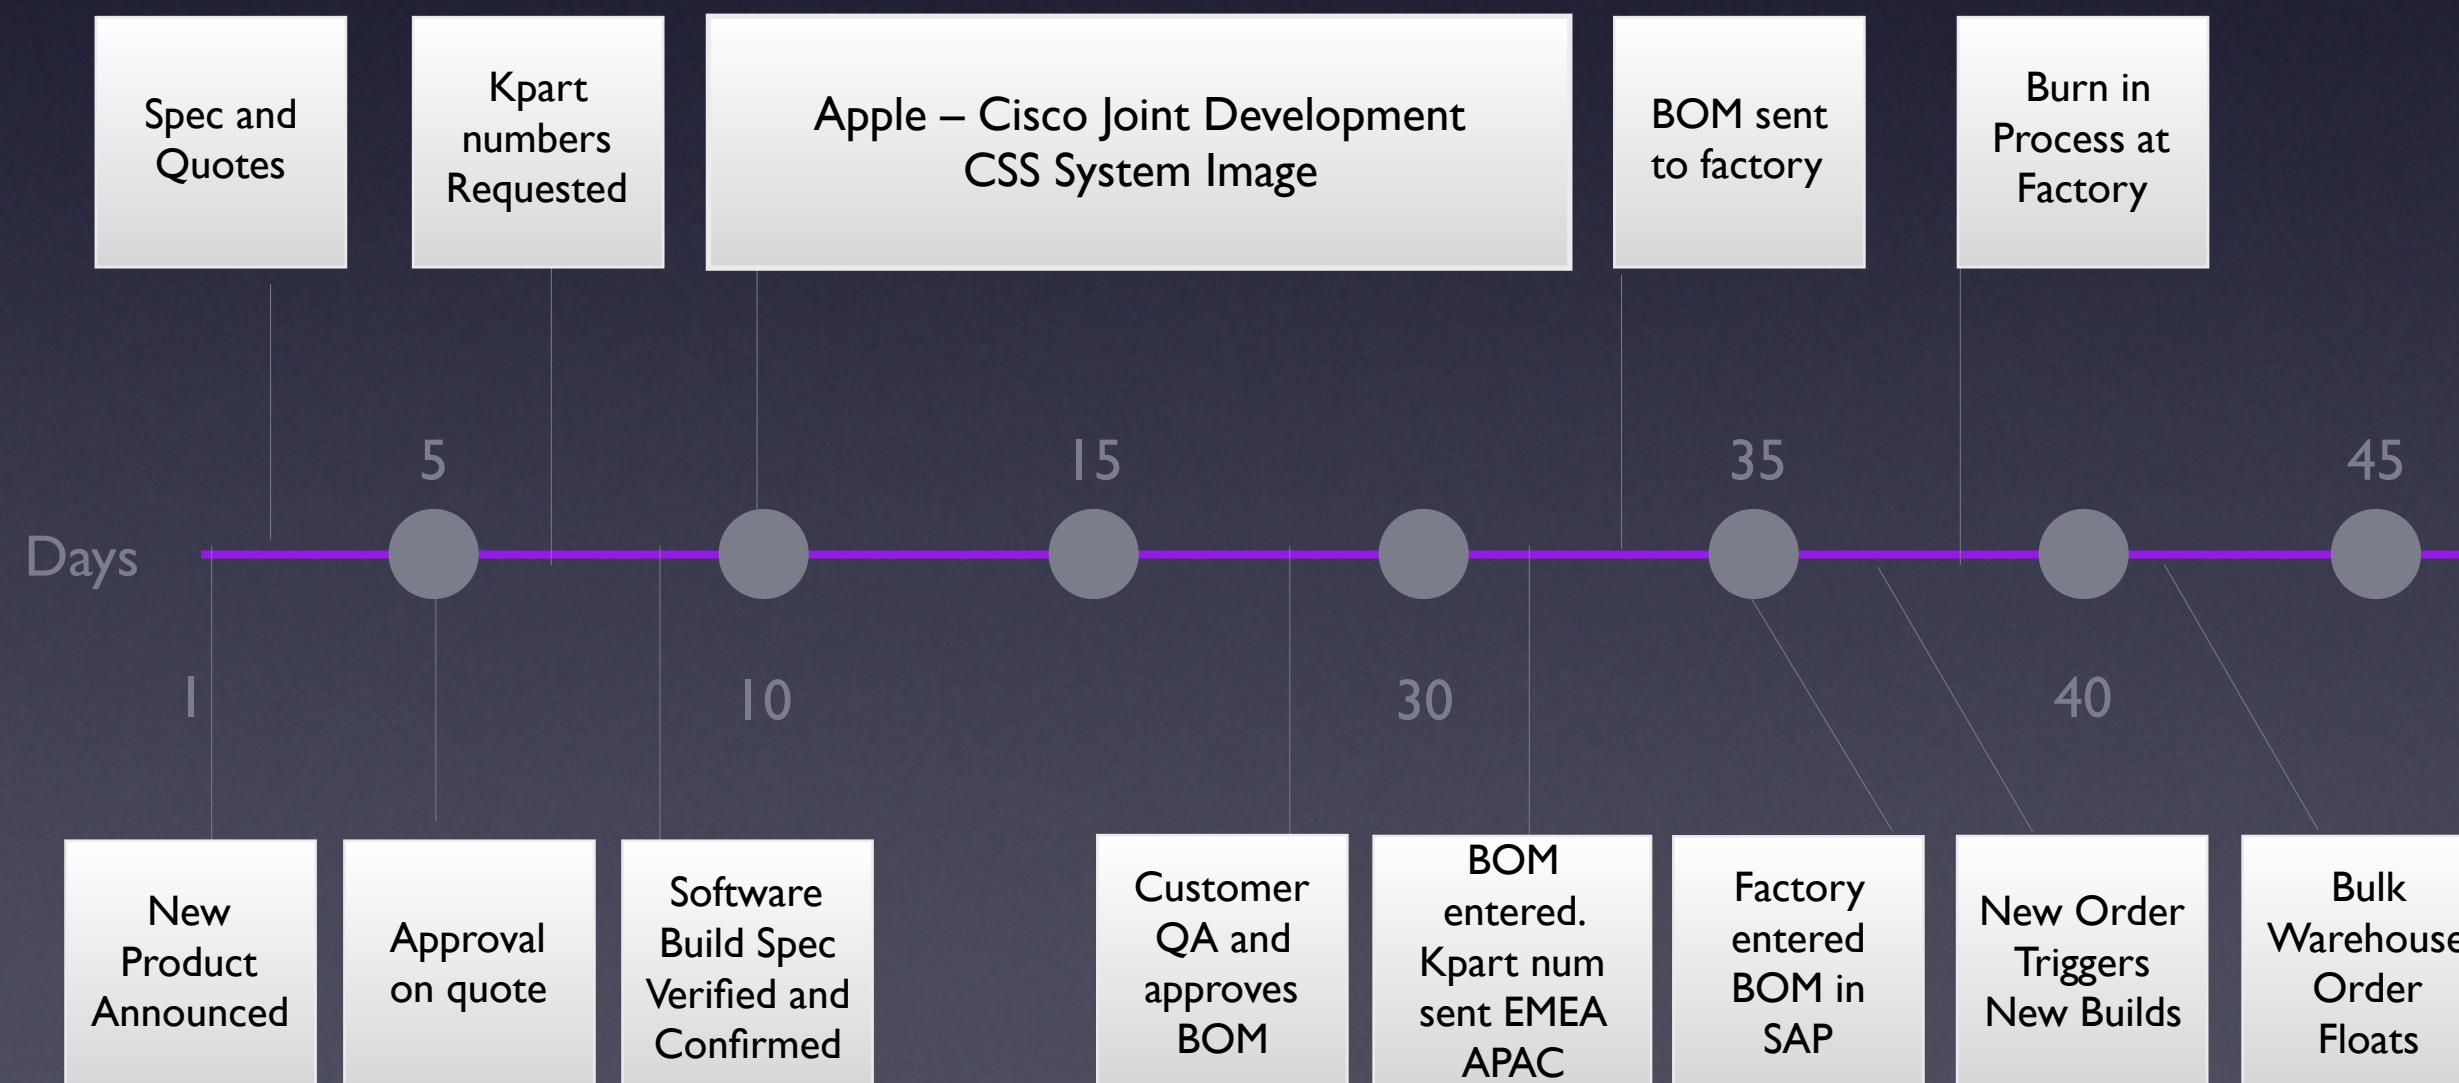 Spec and
Quotes
Kpart
numbers
Requested
Apple – Cisco Joint Development
CSS System Image
BOM sent
to factory
Burn in
Process at
Factory
5
15
35
45
Days
1
10
30
40
New
Product
Announced
Approval
on quote
Software
Build Spec
Verified and
Confirmed
Customer
QA and
approves
BOM
BOM
entered.
Kpart num
sent EMEA
APAC
Factory
entered
BOM in
SAP
New Order
Triggers
New Builds
Bulk
Warehouse
Order
Floats